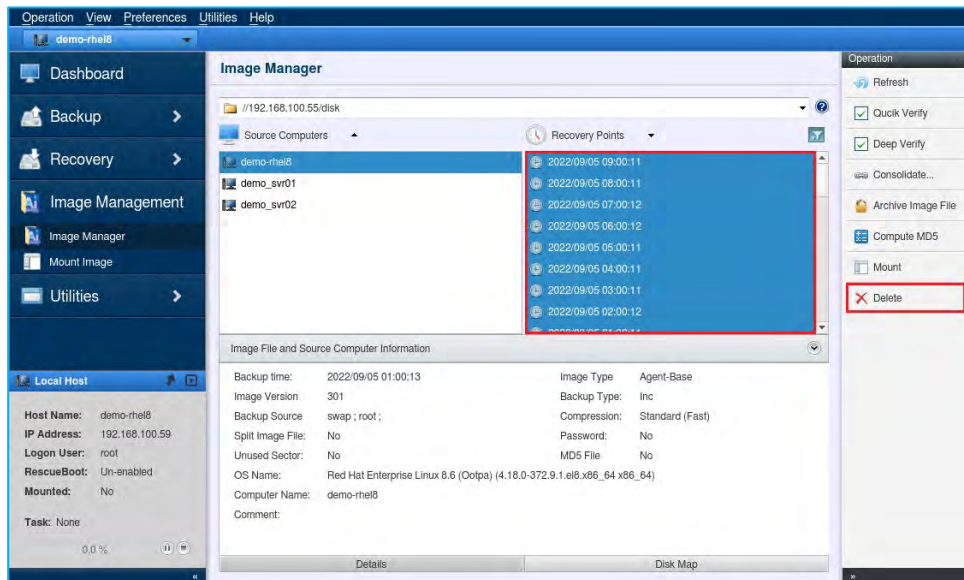 Operation View Preferences Utilities Help
demo-rhel8
Dashboard
Backup
Recovery
Image Management
Image Manager
Mount Image
Utilities
Local Host
Host Name: demo-rhel8
IP Address: 192.168.100.59
Logon User: root
RescueBoot: Un-enabled
Mounted: No
Task: None
0.0 %
«
Image Manager
//192.168.100.55/disk
Source Computers
demo-rhel8
demo_svr01
demo_svr02
Recovery Points
2022/09/05 09:00:11
2022/09/05 08:00:11
2022/09/05 07:00:12
2022/09/05 06:00:12
2022/09/05 05:00:11
2022/09/05 04:00:11
2022/09/05 03:00:11
2022/09/05 02:00:12
Image File and Source Computer Information
Backup time: 2022/09/05 01:00:13 Image Type Agent-Base
Image Version 301 Backup Type: Inc
Backup Source swap ; root ; Compression: Standard (Fast)
Split Image File: No Password: No
Unused Sector: No MD5 File No
OS Name: Red Hat Enterprise Linux 8.6 (Ootpa) (4.18.0-372.9.1.el8.x86_64 x86_64)
Computer Name: demo-rhel8
Comment:
Details Disk Map
Operation
Refresh
Qucik Verify
Deep Verify
Consolidate...
Archive Image File
Compute MD5
Mount
Delete
»